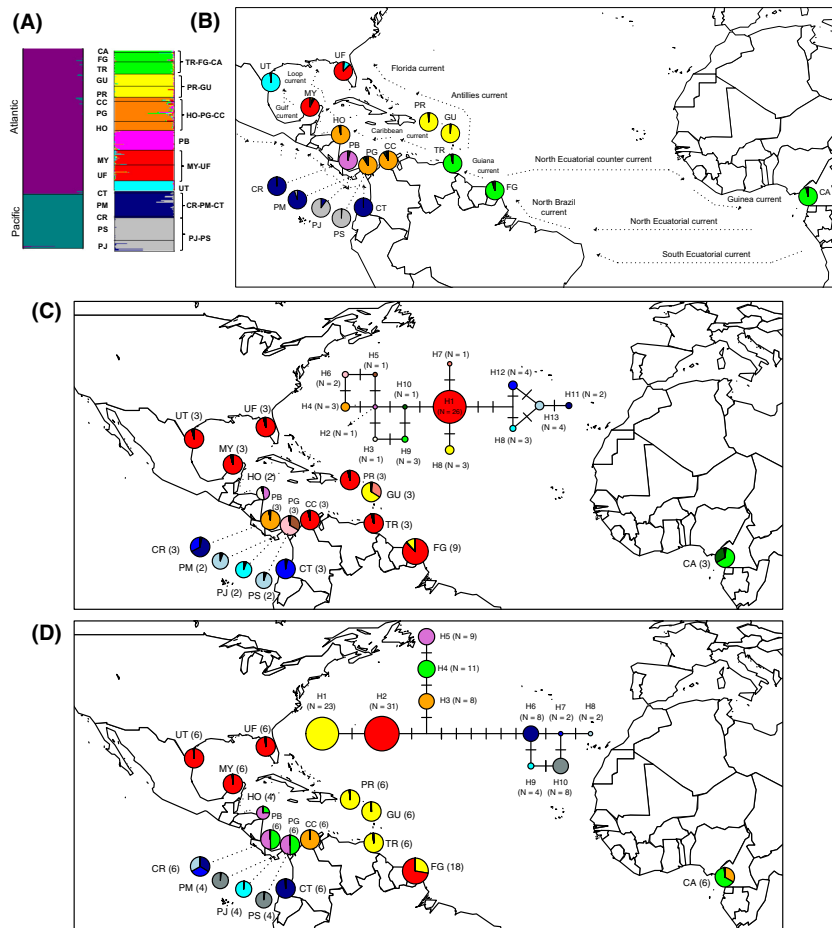 (A)
Atlantic
Pacific
CA
FG
TR
GU
PR
CC
PG
HO
PB
MY
UF
UT
CT
PM
CR
PS
PJ
TR-FG-CA
PR-GU
HO-PG-CC
PB
MY-UF
UT
CR-PM-CT
PJ-PS
(B)
UT
UF
MY
HO
PB
PG
CC
PR
GU
TR
FG
CA
CR
PM
PJ
PS
CT
Loop
current
Gulf
current
Florida current
Antillies current
Caribbean
current
Guiana
current
North Equatorial counter current
North Brazil
current
Guinea current
North Equatorial current
South Equatorial current
(C)
UT (3)
UF (3)
MY (3)
HO (2)
PB
(3)
PG
(3)
CC (3)
PR (3)
GU (3)
TR (3)
FG (9)
CA (3)
CR (3)
PM (2)
PJ (2)
PS (2)
CT (3)
H6
(N = 2)
H5
(N = 1)
H4 (N = 3)
H10
(N = 1)
H2 (N = 1)
H3
(N = 1)
H9
(N = 3)
H7 (N = 1)
H1
H8 (N = 3)
H12 (N = 4)
H11 (N = 2)
H13
(N = 4)
H8 (N = 3)
(D)
UT (6)
UF (6)
MY (6)
HO (4)
PB
(6)
PG
(6)
CC (6)
PR (6)
GU (6)
TR (6)
FG (18)
CA (6)
CR (6)
PM (4)
PJ (4)
PS (4)
CT (6)
H5 (N = 9)
H4 (N = 11)
H3 (N = 8)
H1
(N = 23)
H2
(N = 31)
H6
(N = 8)
H7
(N = 2)
H8
(N = 2)
H9
(N = 4)
H10
(N = 8)